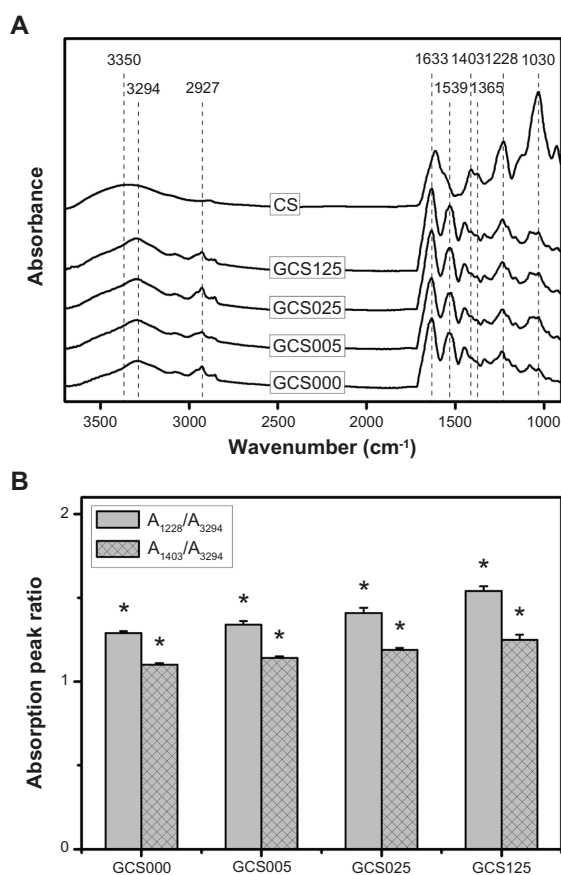 A
3350
3294
2927
1633 1403 1228 1030
1539 1365
Absorbance
CS
GCS125
GCS025
GCS005
GCS000
3500 3000 2500 2000 1500 1000
Wavenumber (cm⁻¹)
B
Absorption peak ratio
2
1
0
A₁₂₂₈/A₃₂₉₄
A₁₄₀₃/A₃₂₉₄
* * * * * * * *
GCS000 GCS005 GCS025 GCS125